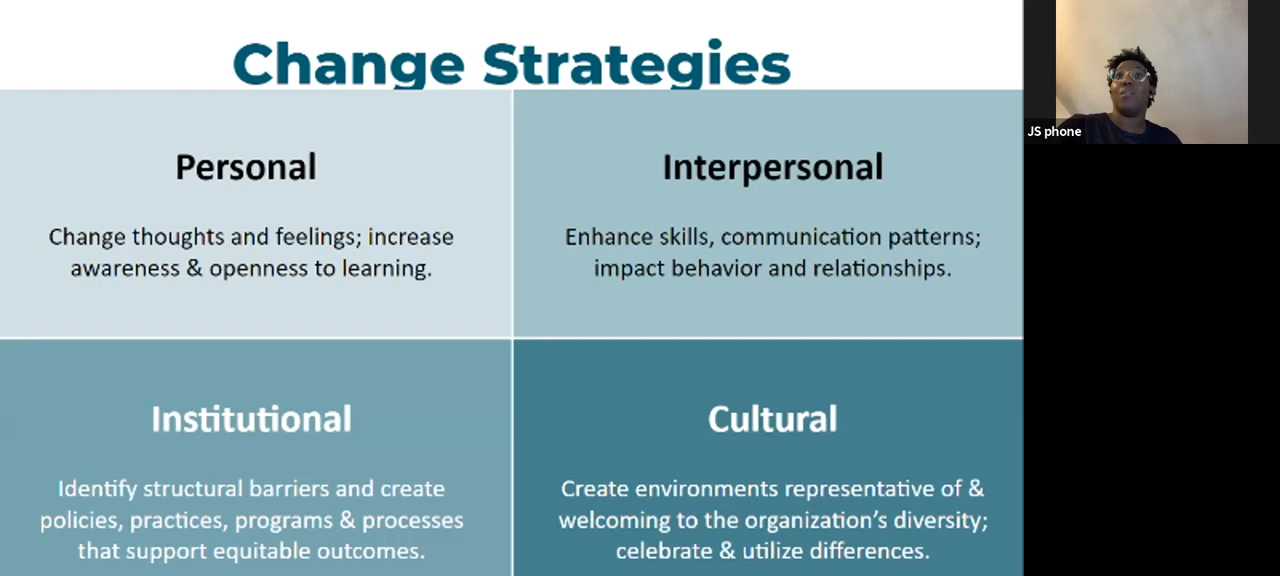 Change Strategies
Personal
Change thoughts and feelings; increase
awareness & openness to learning.
Interpersonal
Enhance skills, communication patterns;
impact behavior and relationships.
Institutional
Identify structural barriers and create
policies, practices, programs & processes
that support equitable outcomes.
Cultural
Create environments representative of &
welcoming to the organization’s diversity;
celebrate & utilize differences.
JS phone